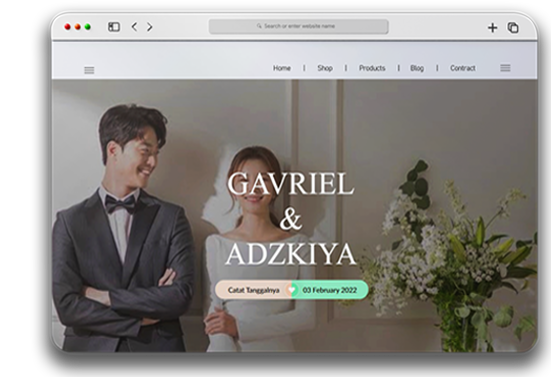 Search or enter website name
Home | Shop | Products | Blog | Contract
GAVRIEL
&
ADZKIYA
Catat Tanggalnya 03 February 2022